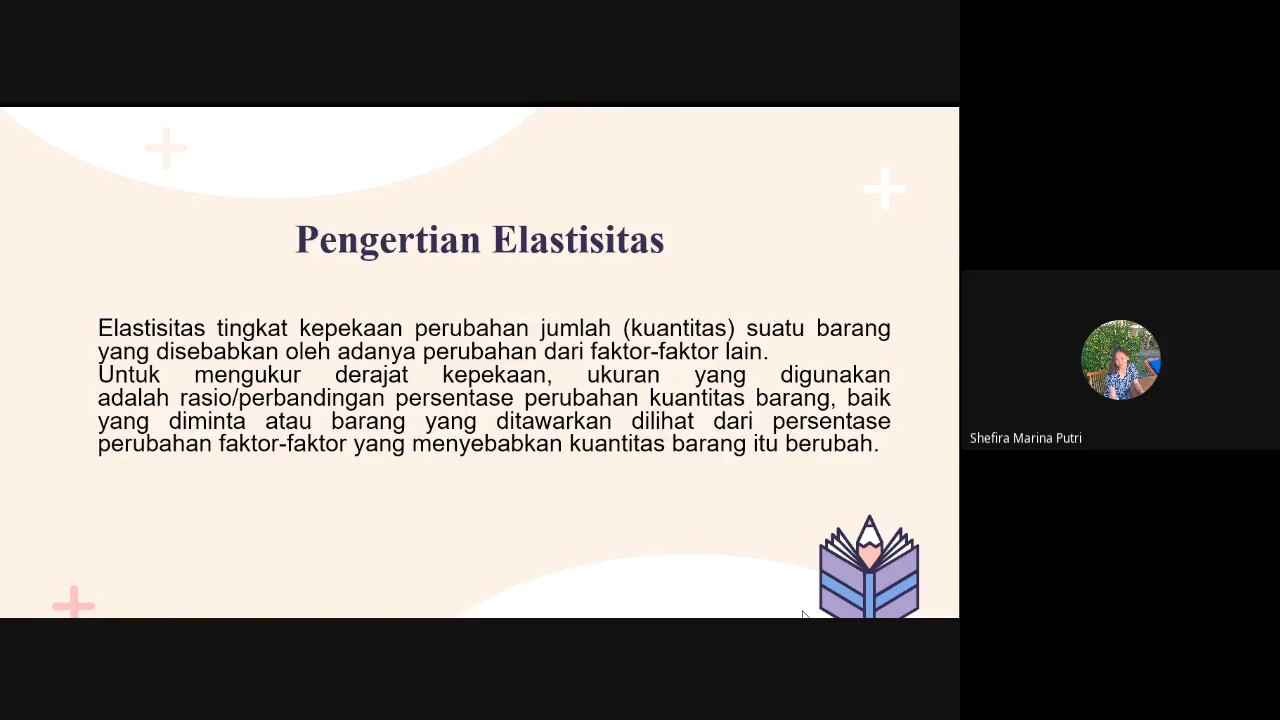 Pengertian Elastisitas
Elastisitas tingkat kepekaan perubahan jumlah (kuantitas) suatu barang
yang disebabkan oleh adanya perubahan dari faktor-faktor lain.
Untuk mengukur derajat kepekaan, ukuran yang digunakan
adalah rasio/perbandingan persentase perubahan kuantitas barang, baik
yang diminta atau barang yang ditawarkan dilihat dari persentase
perubahan faktor-faktor yang menyebabkan kuantitas barang itu berubah.
Shefira Marina Putri